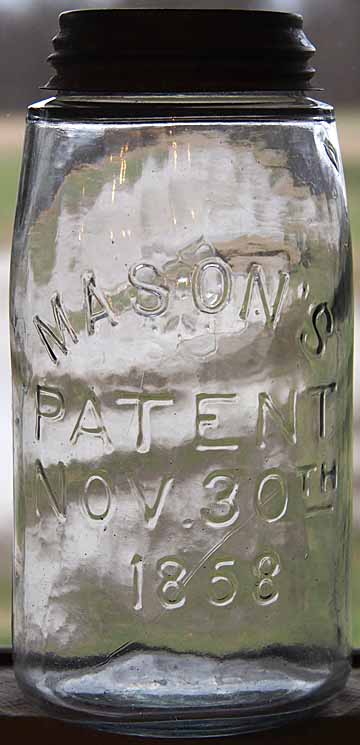 MASON'S
PATENT
NOV. 30TH
1858